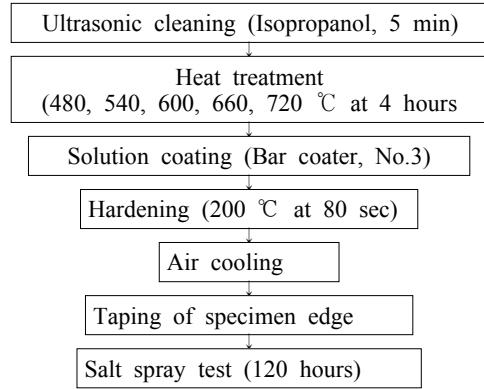 Ultrasonic cleaning (Isopropanol, 5 min)
Heat treatment
(480, 540, 600, 660, 720 ℃ at 4 hours
Solution coating (Bar coater, No.3)
Hardening (200 ℃ at 80 sec)
Air cooling
Taping of specimen edge
Salt spray test (120 hours)